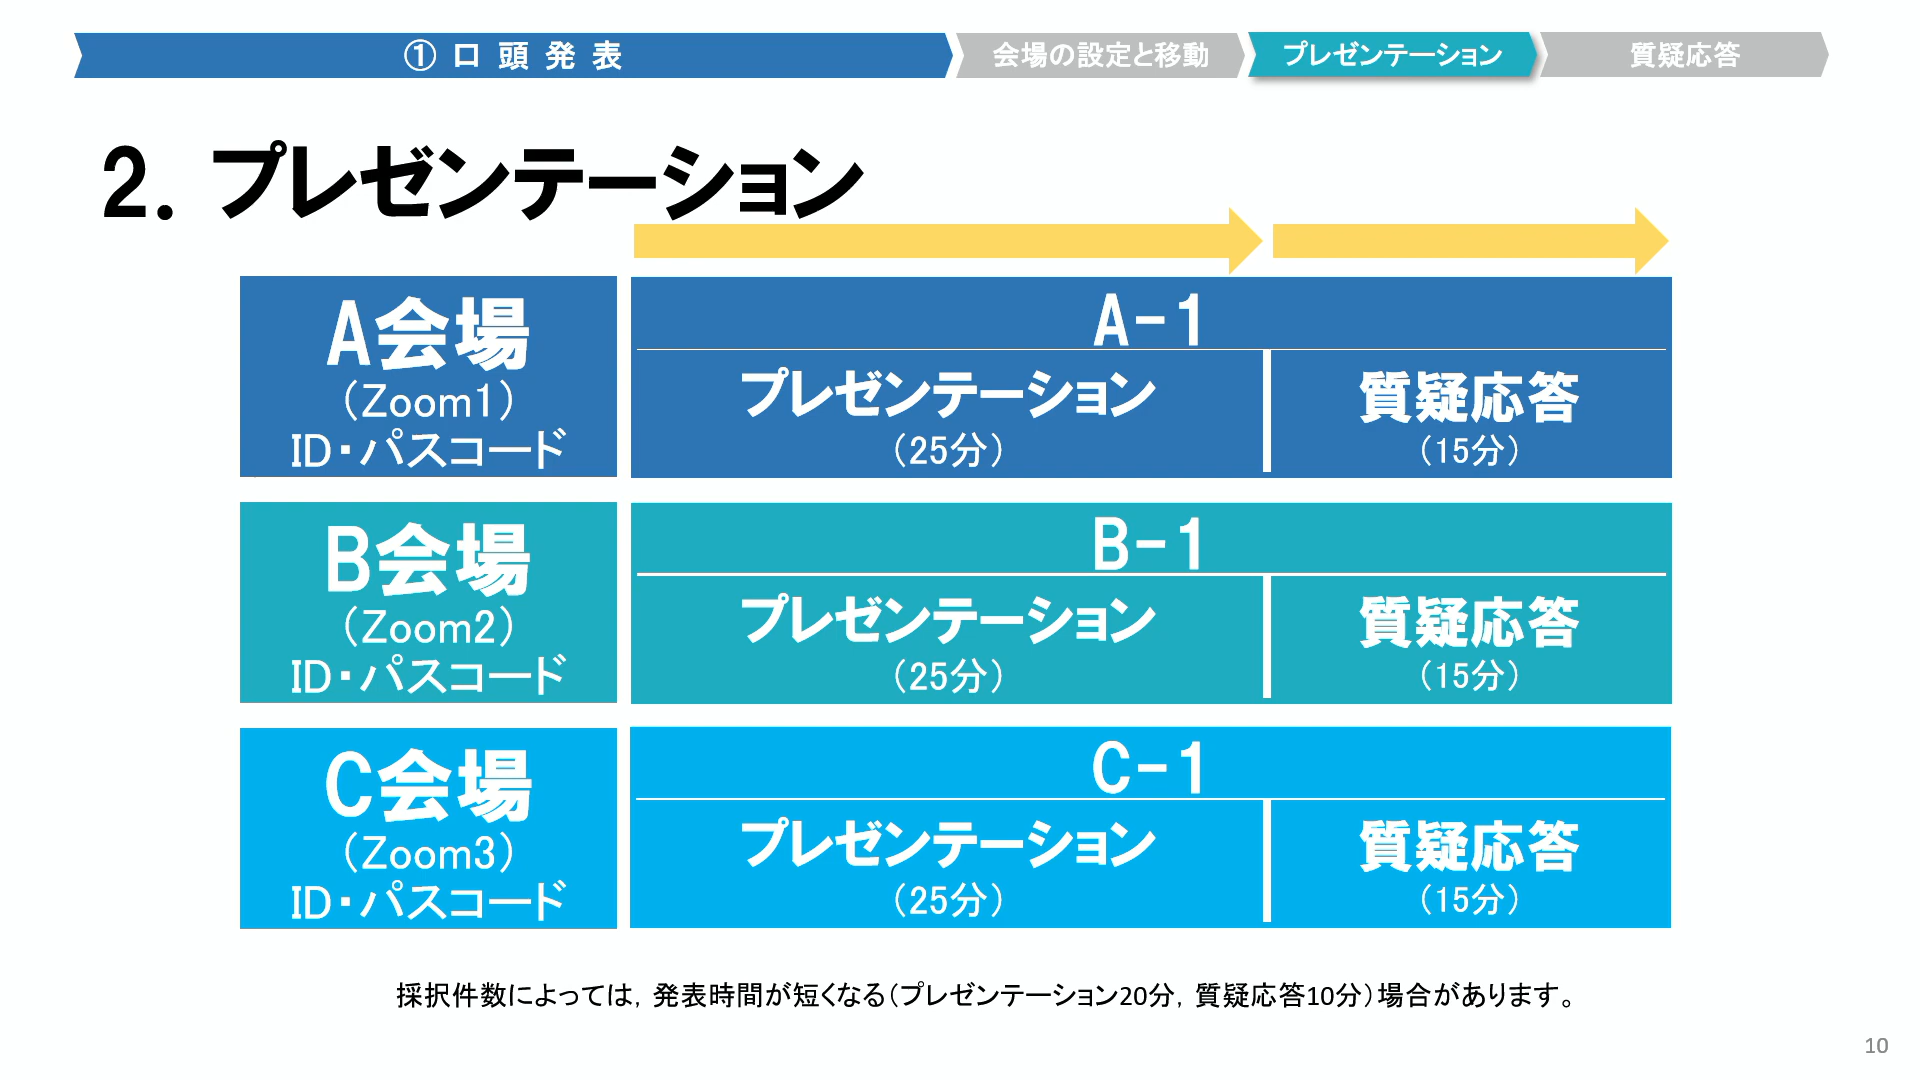 ① 口 頭 発 表
会場の設定と移動
プレゼンテーション
質疑応答
2. プレゼンテーション
A会場
（Zoom1）
ID・パスコード
A-1
プレゼンテーション
（25分）
質疑応答
（15分）
B会場
（Zoom2）
ID・パスコード
B-1
プレゼンテーション
（25分）
質疑応答
（15分）
C会場
（Zoom3）
ID・パスコード
C-1
プレゼンテーション
（25分）
質疑応答
（15分）
採択件数によっては，発表時間が短くなる（プレゼンテーション20分，質疑応答10分）場合があります。
10